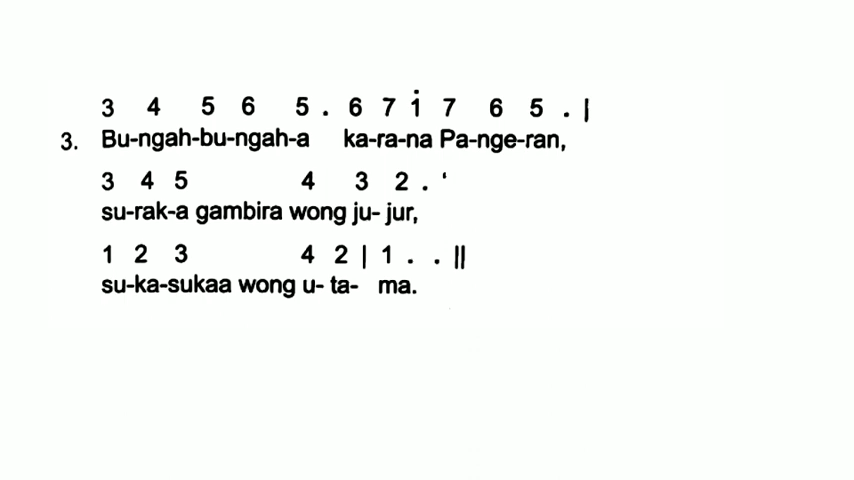 3 4 5 6 5 . 6 7 i̇ 7 6 5 . |
3. Bu-ngah-bu-ngah-a ka-ra-na Pa-nge-ran,
3 4 5 4 3 2 . '
su-rak-a gambira wong ju- jur,
1 2 3 4 2 | 1 . . ||
su-ka-sukaa wong u- ta- ma.